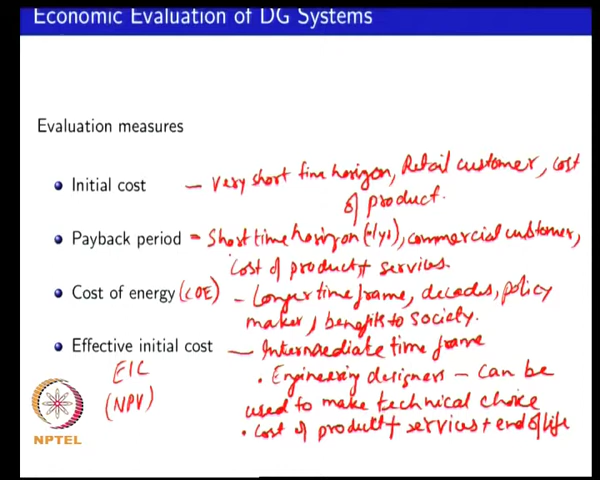 Economic Evaluation of DG Systems
Evaluation measures
Initial cost — Very short time horizon, Retail customer, cost
of product.
Payback period = Short time horizon ( yr), commercial customer,
cost of product + services.
Cost of energy (COE) – Longer time frame, decades, policy
maker, benefits to society.
Effective initial cost — Intermediate time frame
EIC • Engineering designers – can be
(NPV) used to make technical choice
• cost of product + services + end of life
NPTEL